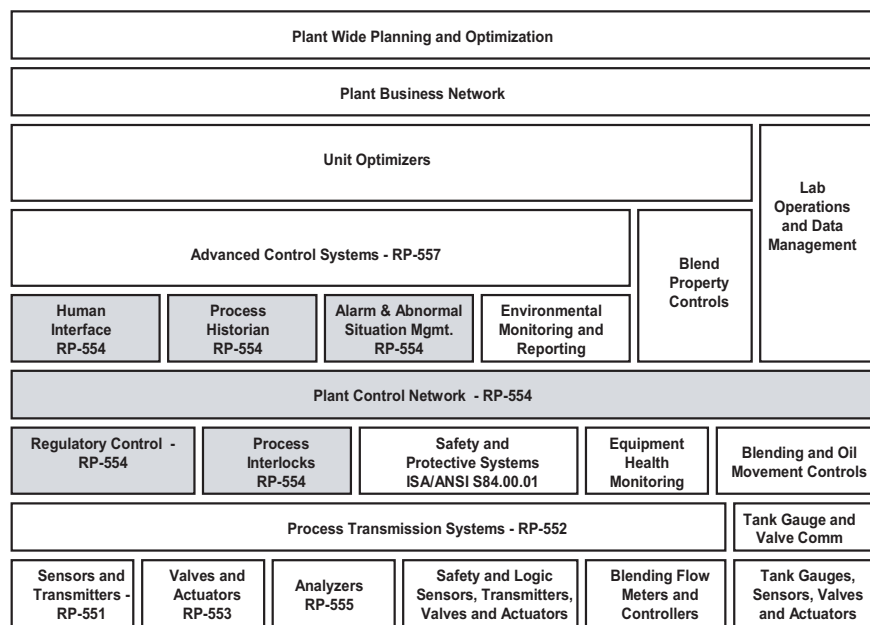 Plant Wide Planning and Optimization
Plant Business Network
Unit Optimizers
Lab
Operations
and Data
Management
Advanced Control Systems - RP-557
Blend
Property
Controls
Human
Interface
RP-554
Process
Historian
RP-554
Alarm & Abnormal
Situation Mgmt.
RP-554
Environmental
Monitoring and
Reporting
Plant Control Network - RP-554
Regulatory Control -
RP-554
Process
Interlocks
RP-554
Safety and
Protective Systems
ISA/ANSI S84.00.01
Equipment
Health
Monitoring
Blending and Oil
Movement Controls
Process Transmission Systems - RP-552
Tank Gauge and
Valve Comm
Sensors and
Transmitters -
RP-551
Valves and
Actuators
RP-553
Analyzers
RP-555
Safety and Logic
Sensors, Transmitters,
Valves and Actuators
Blending Flow
Meters and
Controllers
Tank Gauges,
Sensors, Valves
and Actuators